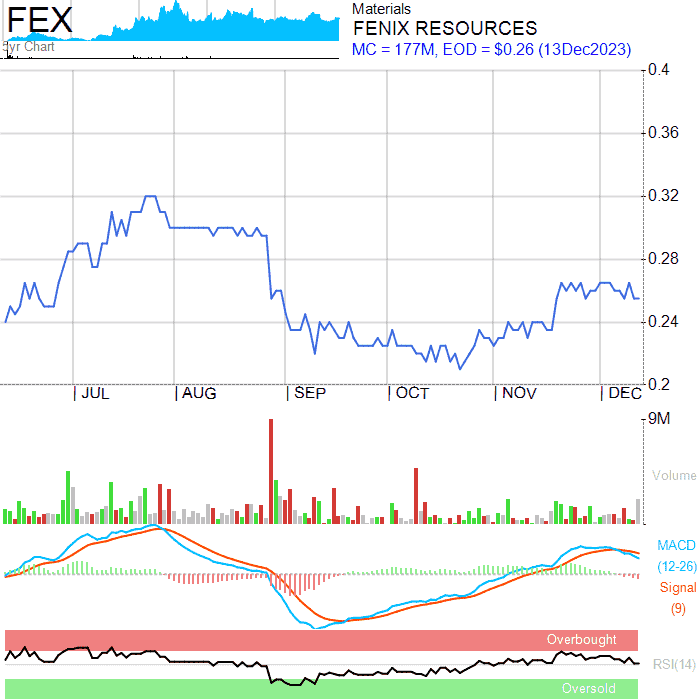 FEX
5yr Chart
Materials
FENIX RESOURCES
MC = 177M, EOD = $0.26 (13Dec2023)
0.4
0.36
0.32
0.28
0.24
0.2
| JUL | AUG | SEP | OCT | NOV | DEC
9M
Volume
MACD
(12-26)
Signal
(9)
Overbought
RSI(14)
Oversold